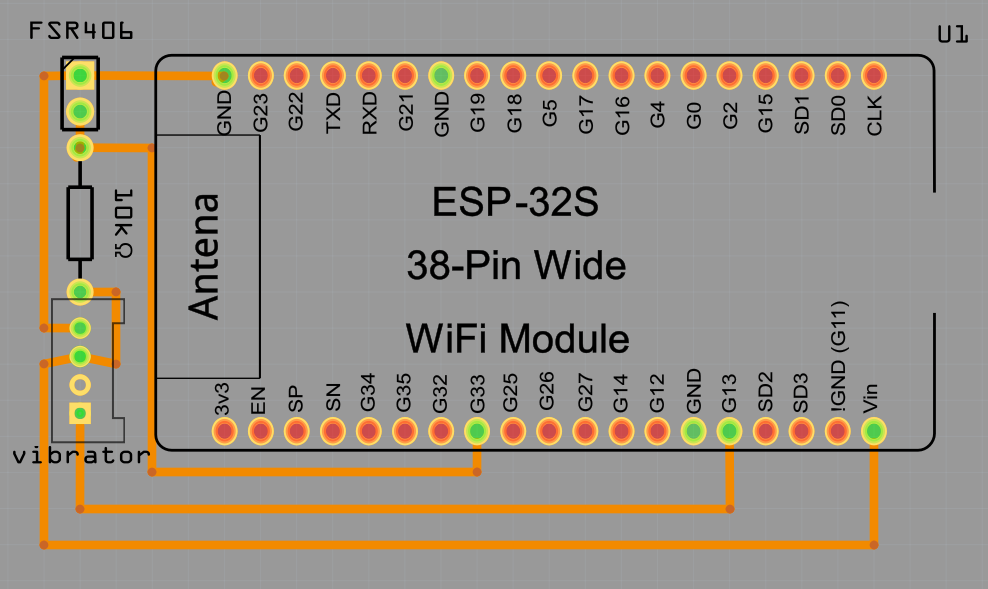 FSR406
U1
GND G23 G22 TXD RXD G21 GND G19 G18 G5 G17 G16 G4 G0 G2 G15 SD1 SD0 CLK
10kΩ
Antena
ESP-32S
38-Pin Wide
WiFi Module
3v3 EN SP SN G34 G35 G32 G33 G25 G26 G27 G14 G12 GND G13 SD2 SD3 !GND (G11) Vin
vibrator